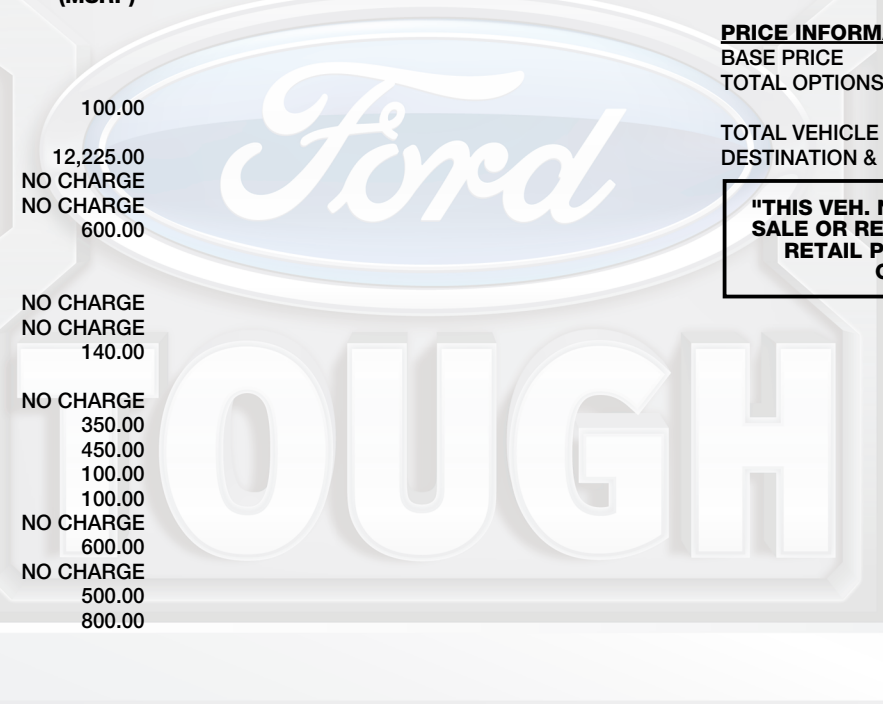 (MSRP)
100.00
12,225.00
NO CHARGE
NO CHARGE
600.00
NO CHARGE
NO CHARGE
140.00
NO CHARGE
350.00
450.00
100.00
100.00
NO CHARGE
600.00
NO CHARGE
500.00
800.00
Ford
TOUGH
PRICE INFORMA
BASE PRICE
TOTAL OPTIONS
TOTAL VEHICLE
DESTINATION &
"THIS VEH. N
SALE OR RE
RETAIL P